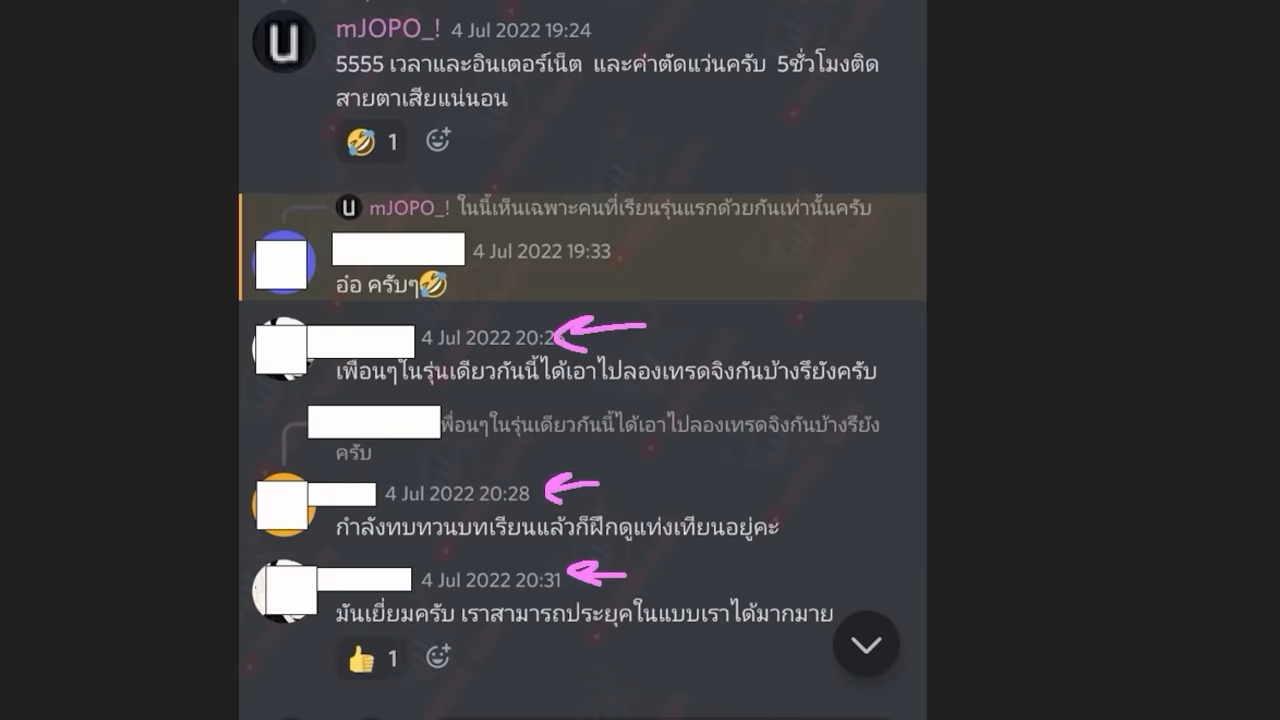 mJOPO_! 4 Jul 2022 19:24
5555 เวลาและอินเตอร์เน็ต และค่าตัดแว่นครับ 5ชั่วโมงติด
สายตาเสียแน่นอน
1
mJOPO_! ในนี้เห็นเฉพาะคนที่เรียนรุ่นแรกด้วยกันเท่านั้นครับ
4 Jul 2022 19:33
อ๋อ ครับๆ🤣
4 Jul 2022
เพื่อนๆในรุ่นเดียวกันนี้ได้เอาไปลองเทรดจิงกันบ้างรึยังครับ
พื่อนๆในรุ่นเดียวกันนี้ได้เอาไปลองเทรดจิงกันบ้างรึยัง
ครับ
4 Jul 2022 20:28
กำลังทบทวนบทเรียนแล้วก็ฝึกดูแท่งเทียนอยู่คะ
4 Jul 2022 20:31
มันเยี่ยมครับ เราสามารถประยุคในแบบเราได้มากมาย
1